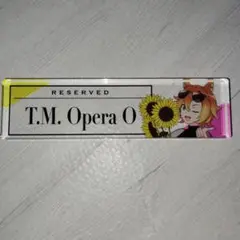 RESERVED
T.M. Opera O